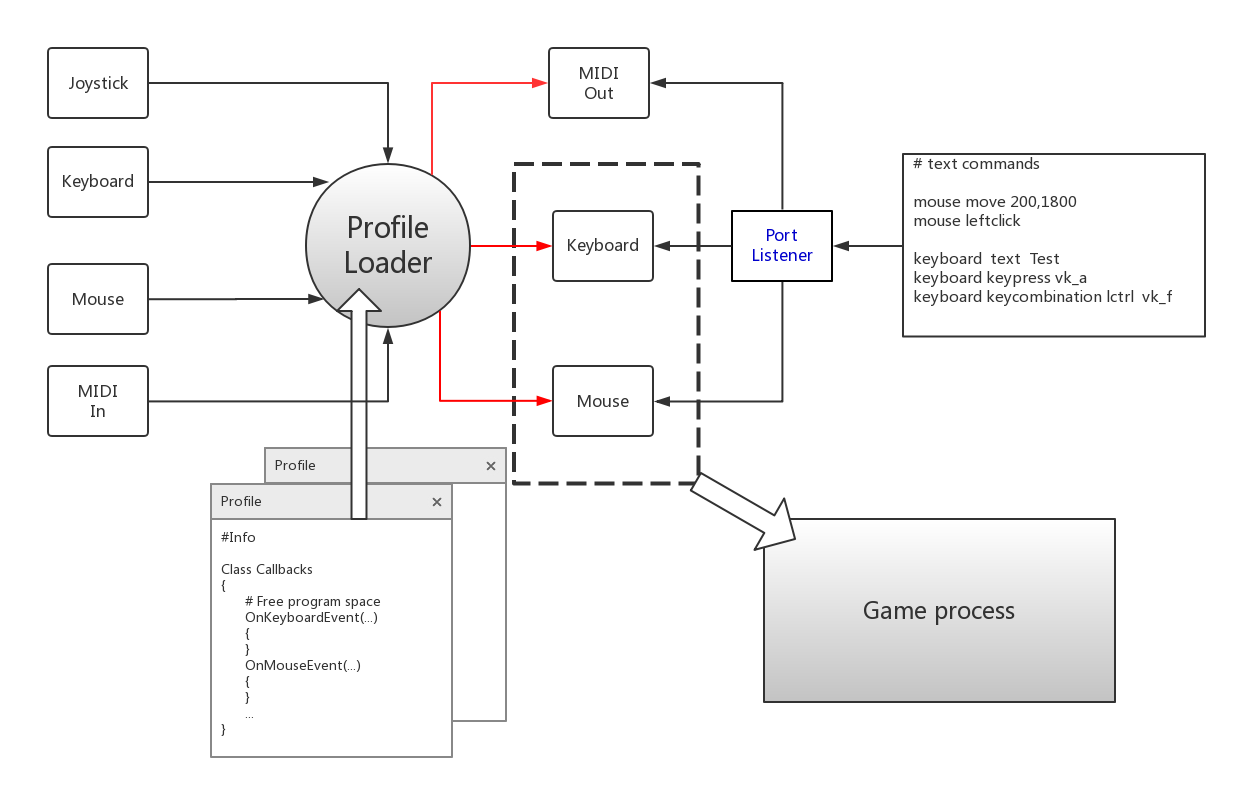 Joystick
MIDI
Out
Keyboard
# text commands
mouse move 200,1800
mouse leftclick
keyboard  text  Test
keyboard keypress vk_a
keyboard keycombination lctrl  vk_f
Profile
Loader
Keyboard
Port
Listener
Mouse
MIDI
In
Mouse
Profile
×
Profile
×
#Info
Class Callbacks
{
# Free program space
OnKeyboardEvent(...)
{
}
OnMouseEvent(...)
{
}
...
}
Game process